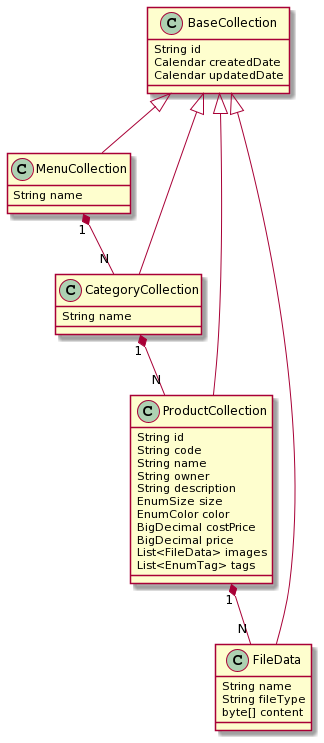 C BaseCollection
String id
Calendar createdDate
Calendar updatedDate
C MenuCollection
String name
1
N
C CategoryCollection
String name
1
N
C ProductCollection
String id
String code
String name
String owner
String description
EnumSize size
EnumColor color
BigDecimal costPrice
BigDecimal price
List<FileData> images
List<EnumTag> tags
1
N
C FileData
String name
String fileType
byte[] content